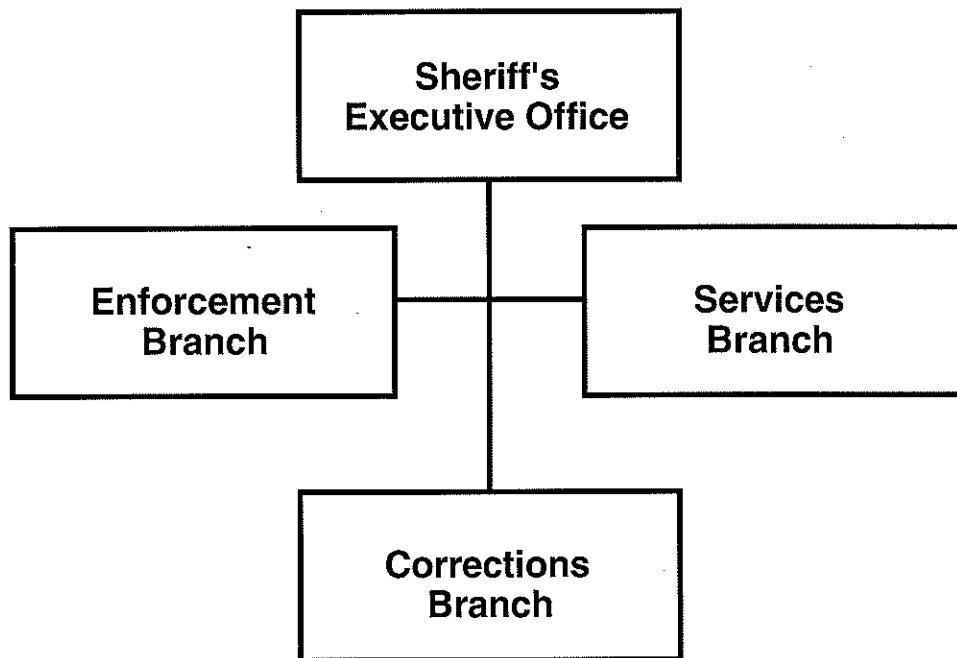 Sheriff's
Executive Office
Enforcement
Branch
Services
Branch
Corrections
Branch